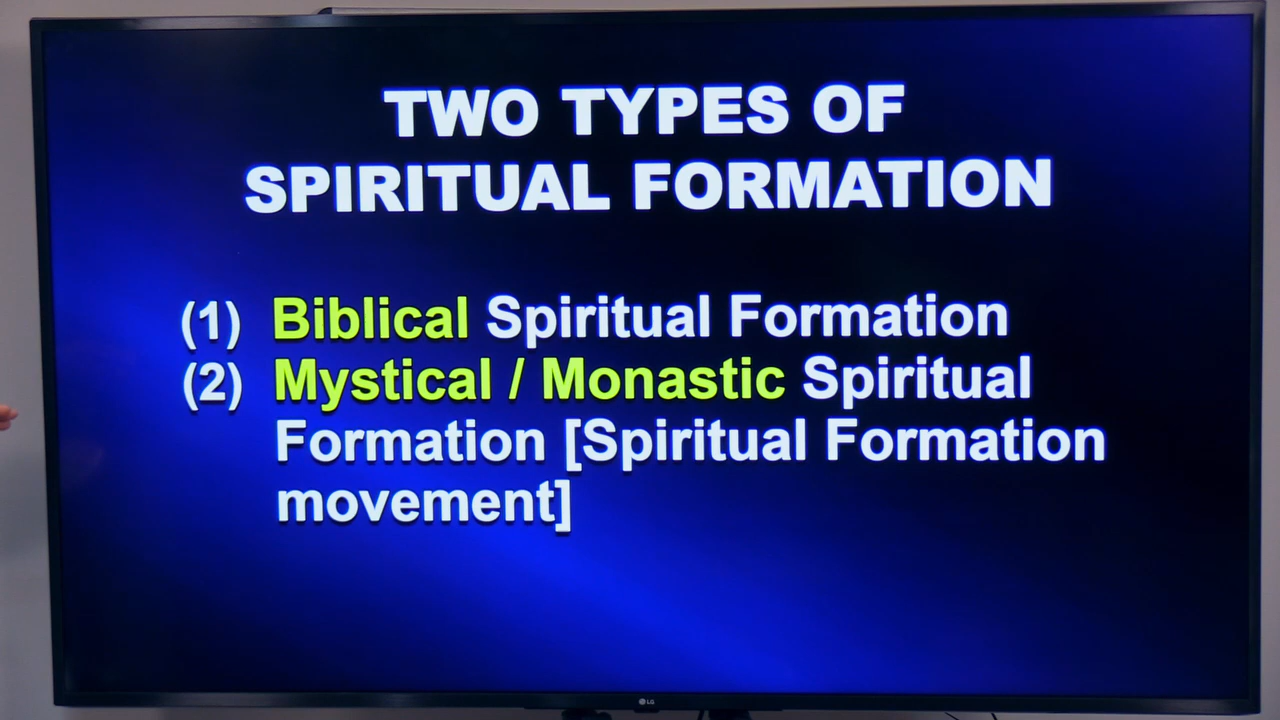 TWO TYPES OF
SPIRITUAL FORMATION
(1) Biblical Spiritual Formation
(2) Mystical / Monastic Spiritual
Formation [Spiritual Formation
movement]
LG